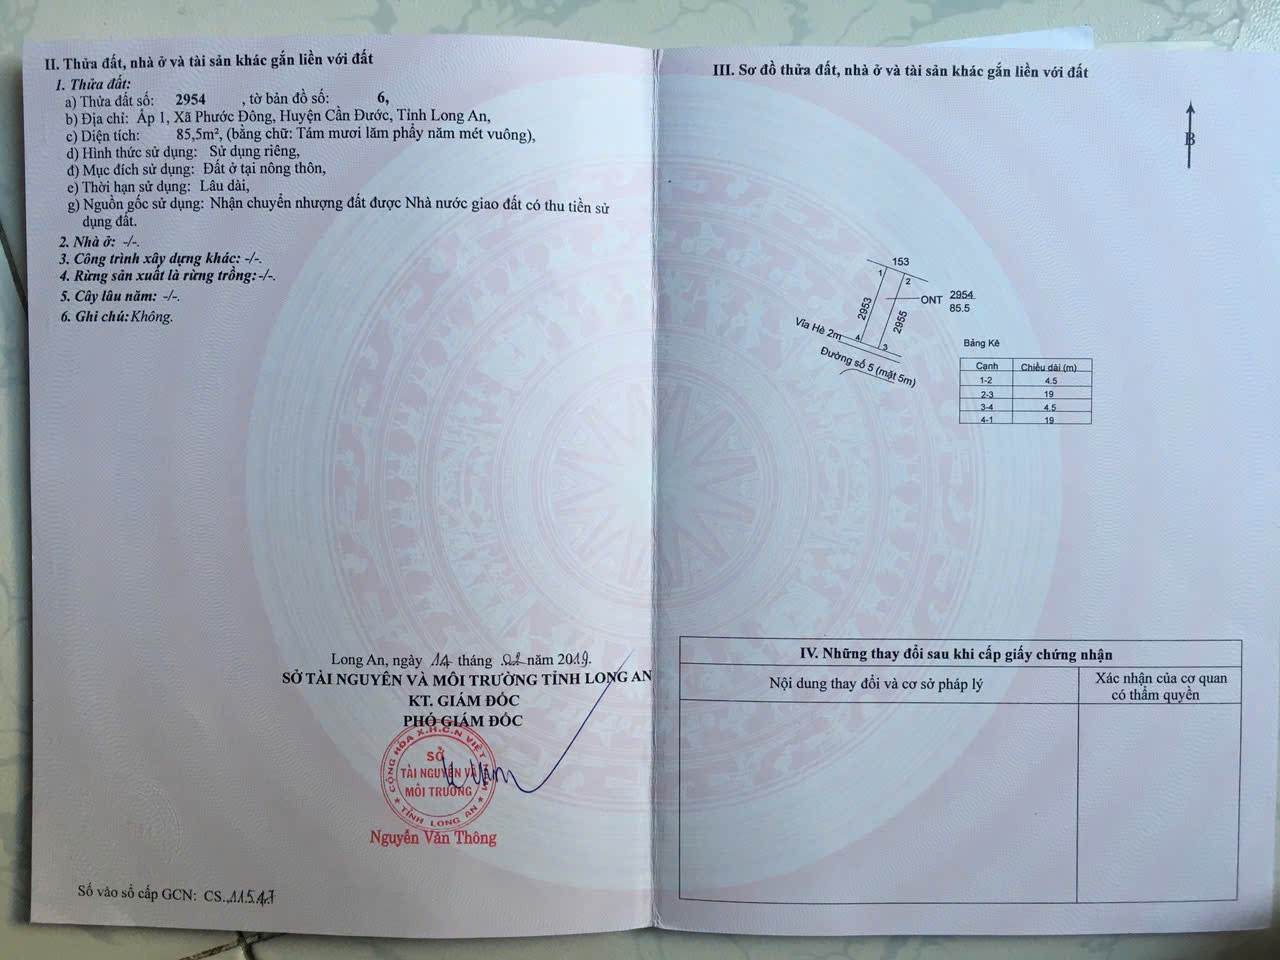 II. Thửa đất, nhà ở và tài sản khác gắn liền với đất
1. Thửa đất:
a) Thửa đất số: 2954 , tờ bản đồ số: 6,
b) Địa chỉ: Ấp 1, Xã Phước Đông, Huyện Cần Đước, Tỉnh Long An,
c) Diện tích: 85,5m², (bằng chữ: Tám mươi lăm phẩy năm mét vuông),
d) Hình thức sử dụng: Sử dụng riêng,
đ) Mục đích sử dụng: Đất ở tại nông thôn,
e) Thời hạn sử dụng: Lâu dài,
g) Nguồn gốc sử dụng: Nhận chuyển nhượng đất được Nhà nước giao đất có thu tiền sử
dụng đất.
2. Nhà ở: -/-.
3. Công trình xây dựng khác: -/-.
4. Rừng sản xuất là rừng trồng: -/-.
5. Cây lâu năm: -/-.
6. Ghi chú: Không.
Long An, ngày 14 tháng 02 năm 2019.
SỞ TÀI NGUYÊN VÀ MÔI TRƯỜNG TỈNH LONG AN
KT. GIÁM ĐỐC
PHÓ GIÁM ĐỐC
CỘNG HÒA X.H.C.N VIỆT NAM
SỞ
TÀI NGUYÊN VÀ
MÔI TRƯỜNG
★ TỈNH LONG AN ★
Nguyễn Văn Thông
Số vào sổ cấp GCN: CS.11547
III. Sơ đồ thửa đất, nhà ở và tài sản khác gắn liền với đất
B
153
1
2
2953
ONT 2954
85.5
2955
Vỉa Hè 2m
4
3
Đường số 5 (mặt 5m)
Bảng Kê
Cạnh Chiều dài (m)
1-2 4.5
2-3 19
3-4 4.5
4-1 19
IV. Những thay đổi sau khi cấp giấy chứng nhận
Nội dung thay đổi và cơ sở pháp lý
Xác nhận của cơ quan
có thẩm quyền